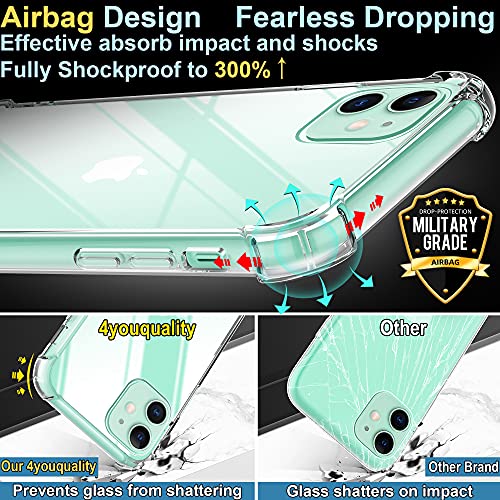 Airbag Design Fearless Dropping
Effective absorb impact and shocks
Fully Shockproof to 300% ↑
DROP-PROTECTION
MILITARY
GRADE
AIRBAG
4youquality
Other
Our 4youquality
Other Brand
Prevents glass from shattering
Glass shatters on impact